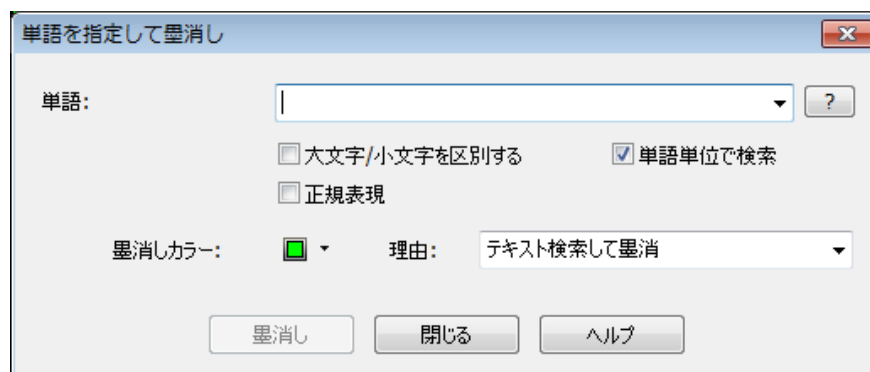 単語を指定して墨消し
単語: ?
大文字/小文字を区別する 単語単位で検索
正規表現
墨消しカラー: 理由: テキスト検索して墨消
墨消し 閉じる ヘルプ